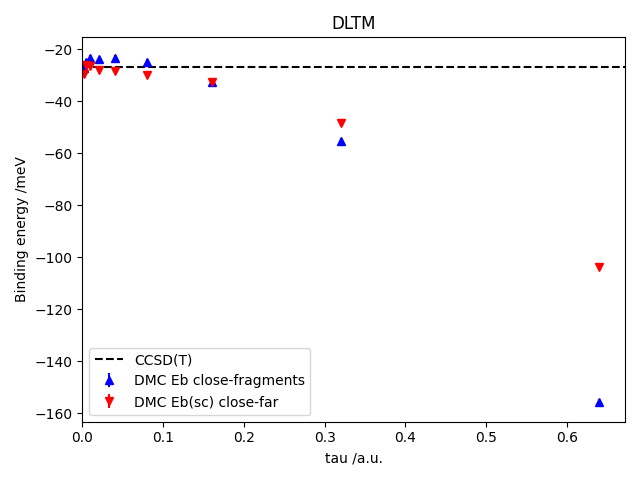 DLTM
Binding energy /meV
−20
−40
−60
−80
−100
−120
−140
−160
CCSD(T)
DMC Eb close-fragments
DMC Eb(sc) close-far
0.0 0.1 0.2 0.3 0.4 0.5 0.6
tau /a.u.